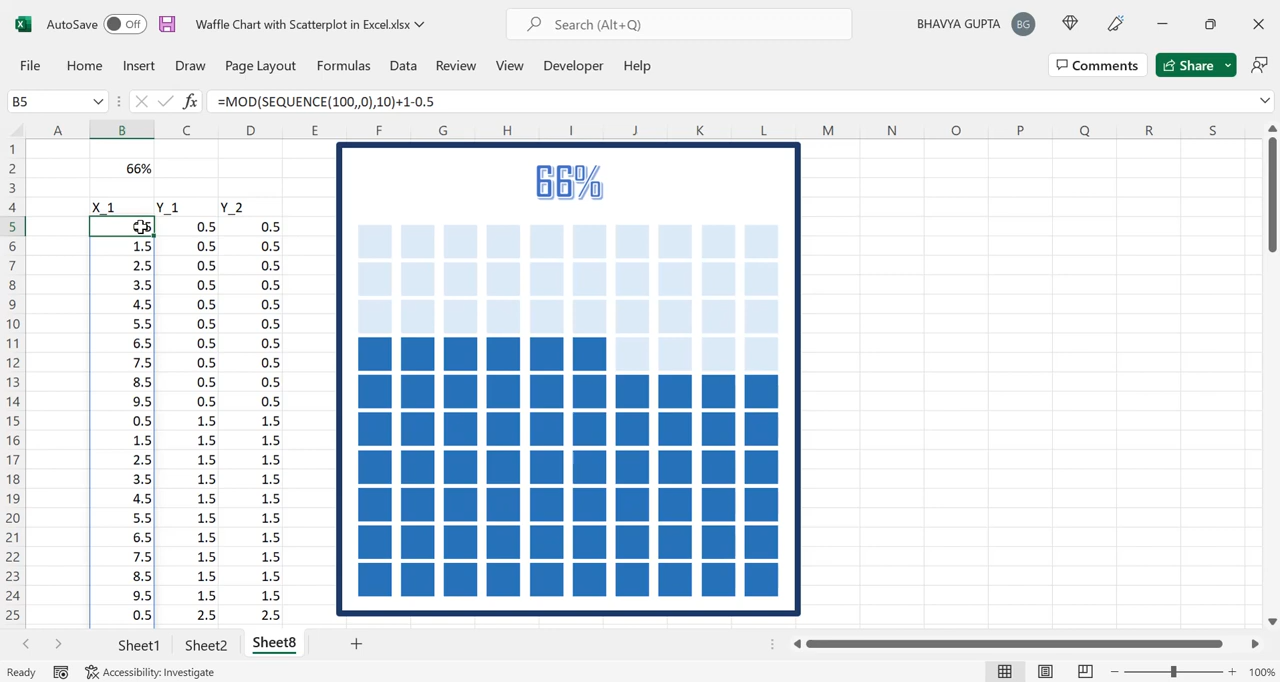 AutoSave Off Waffle Chart with Scatterplot in Excel.xlsx Search (Alt+Q) BHAVYA GUPTA BG
File Home Insert Draw Page Layout Formulas Data Review View Developer Help Comments Share
B5 fx =MOD(SEQUENCE(100,,0),10)+1-0.5
A B C D E F G H I J K L M N O P Q R S
1
2 66%
3
4 X_1 Y_1 Y_2
5 0.5 0.5 0.5
6 1.5 0.5 0.5
7 2.5 0.5 0.5
8 3.5 0.5 0.5
9 4.5 0.5 0.5
10 5.5 0.5 0.5
11 6.5 0.5 0.5
12 7.5 0.5 0.5
13 8.5 0.5 0.5
14 9.5 0.5 0.5
15 0.5 1.5 1.5
16 1.5 1.5 1.5
17 2.5 1.5 1.5
18 3.5 1.5 1.5
19 4.5 1.5 1.5
20 5.5 1.5 1.5
21 6.5 1.5 1.5
22 7.5 1.5 1.5
23 8.5 1.5 1.5
24 9.5 1.5 1.5
25 0.5 2.5 2.5
66%
Sheet1 Sheet2 Sheet8
Ready Accessibility: Investigate 100%